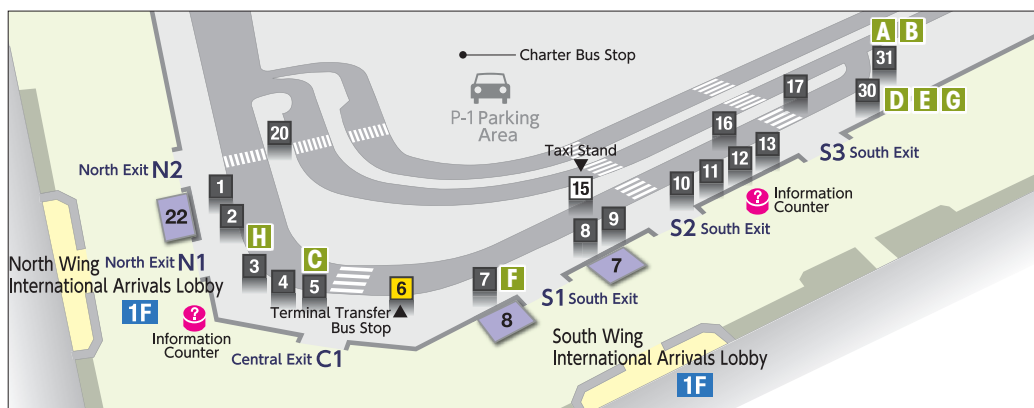 A B
31
Charter Bus Stop
17
30
D E G
P-1 Parking
Area
16
20
13
Taxi Stand
12
S3 South Exit
11
North Exit N2
1
15
10
Information
Counter
?
22
2
9
8
S2 South Exit
H
C
North Exit N1
3
4
5
6
7
F
7
North Wing
International Arrivals Lobby
1F
S1 South Exit
Terminal Transfer
Bus Stop
8
?
Information
Counter
South Wing
International Arrivals Lobby
1F
Central Exit C1